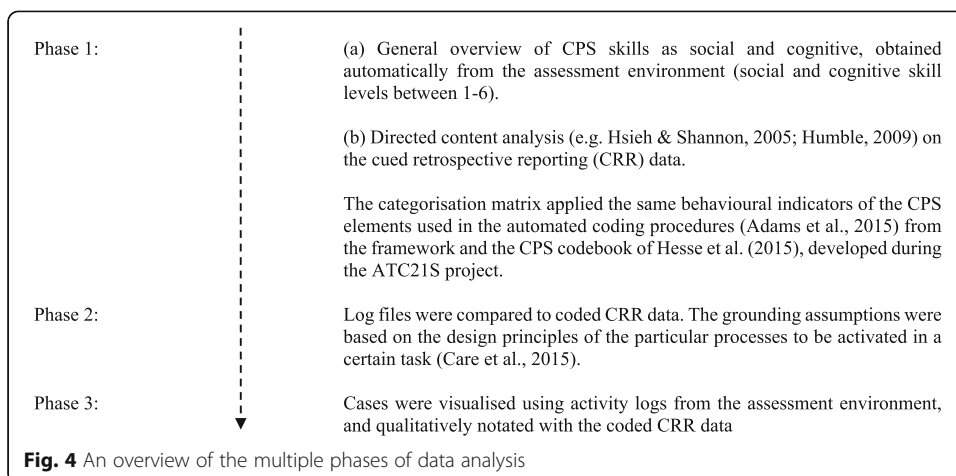 Phase 1:
(a) General overview of CPS skills as social and cognitive, obtained
automatically from the assessment environment (social and cognitive skill
levels between 1-6).
(b) Directed content analysis (e.g. Hsieh & Shannon, 2005; Humble, 2009) on
the cued retrospective reporting (CRR) data.
The categorisation matrix applied the same behavioural indicators of the CPS
elements used in the automated coding procedures (Adams et al., 2015) from
the framework and the CPS codebook of Hesse et al. (2015), developed during
the ATC21S project.
Phase 2:
Log files were compared to coded CRR data. The grounding assumptions were
based on the design principles of the particular processes to be activated in a
certain task (Care et al., 2015).
Phase 3:
Cases were visualised using activity logs from the assessment environment,
and qualitatively notated with the coded CRR data
Fig. 4 An overview of the multiple phases of data analysis